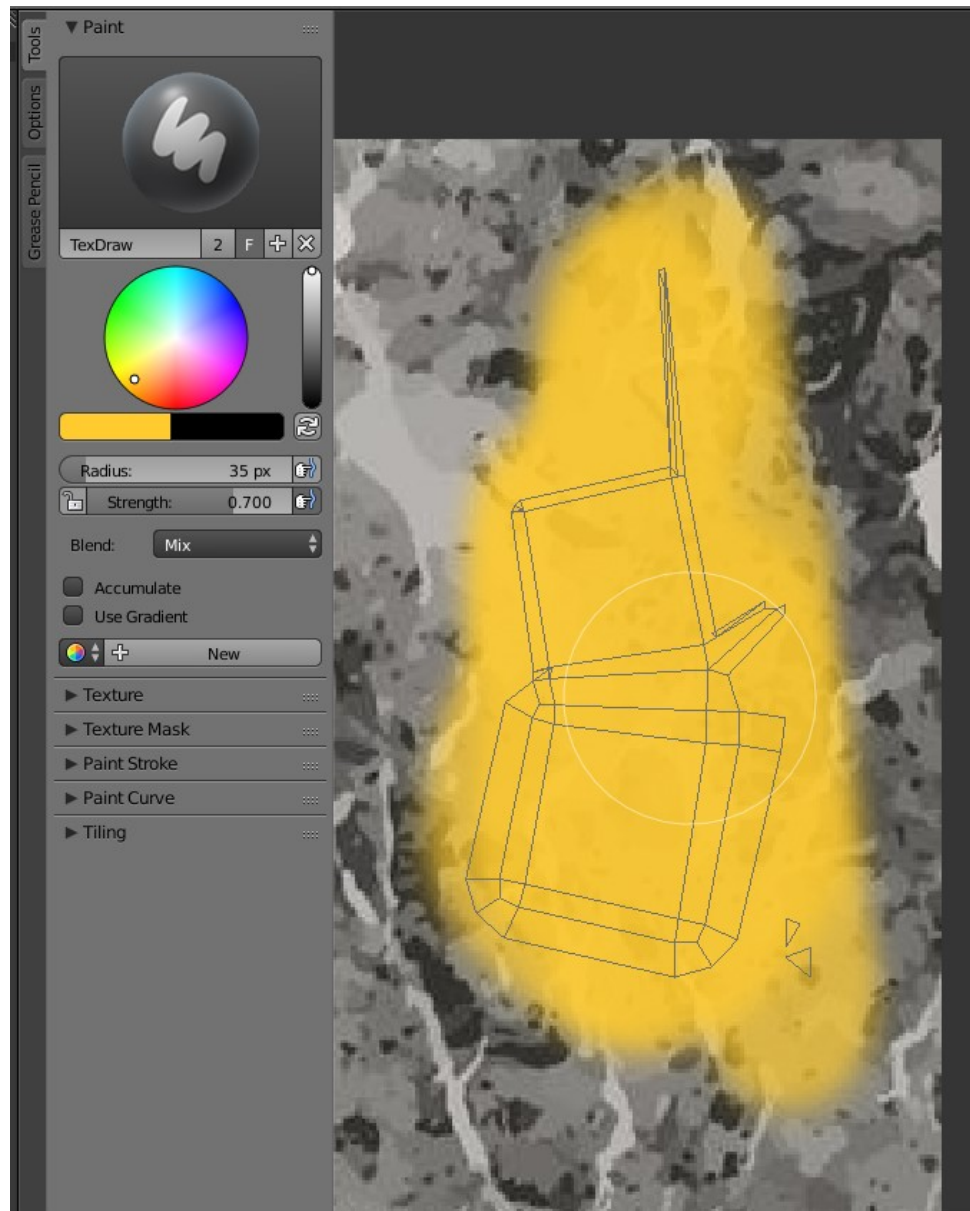 Tools
Options
Grease Pencil
Paint
TexDraw 2 F
Radius: 35 px
Strength: 0.700
Blend: Mix
Accumulate
Use Gradient
New
Texture
Texture Mask
Paint Stroke
Paint Curve
Tiling